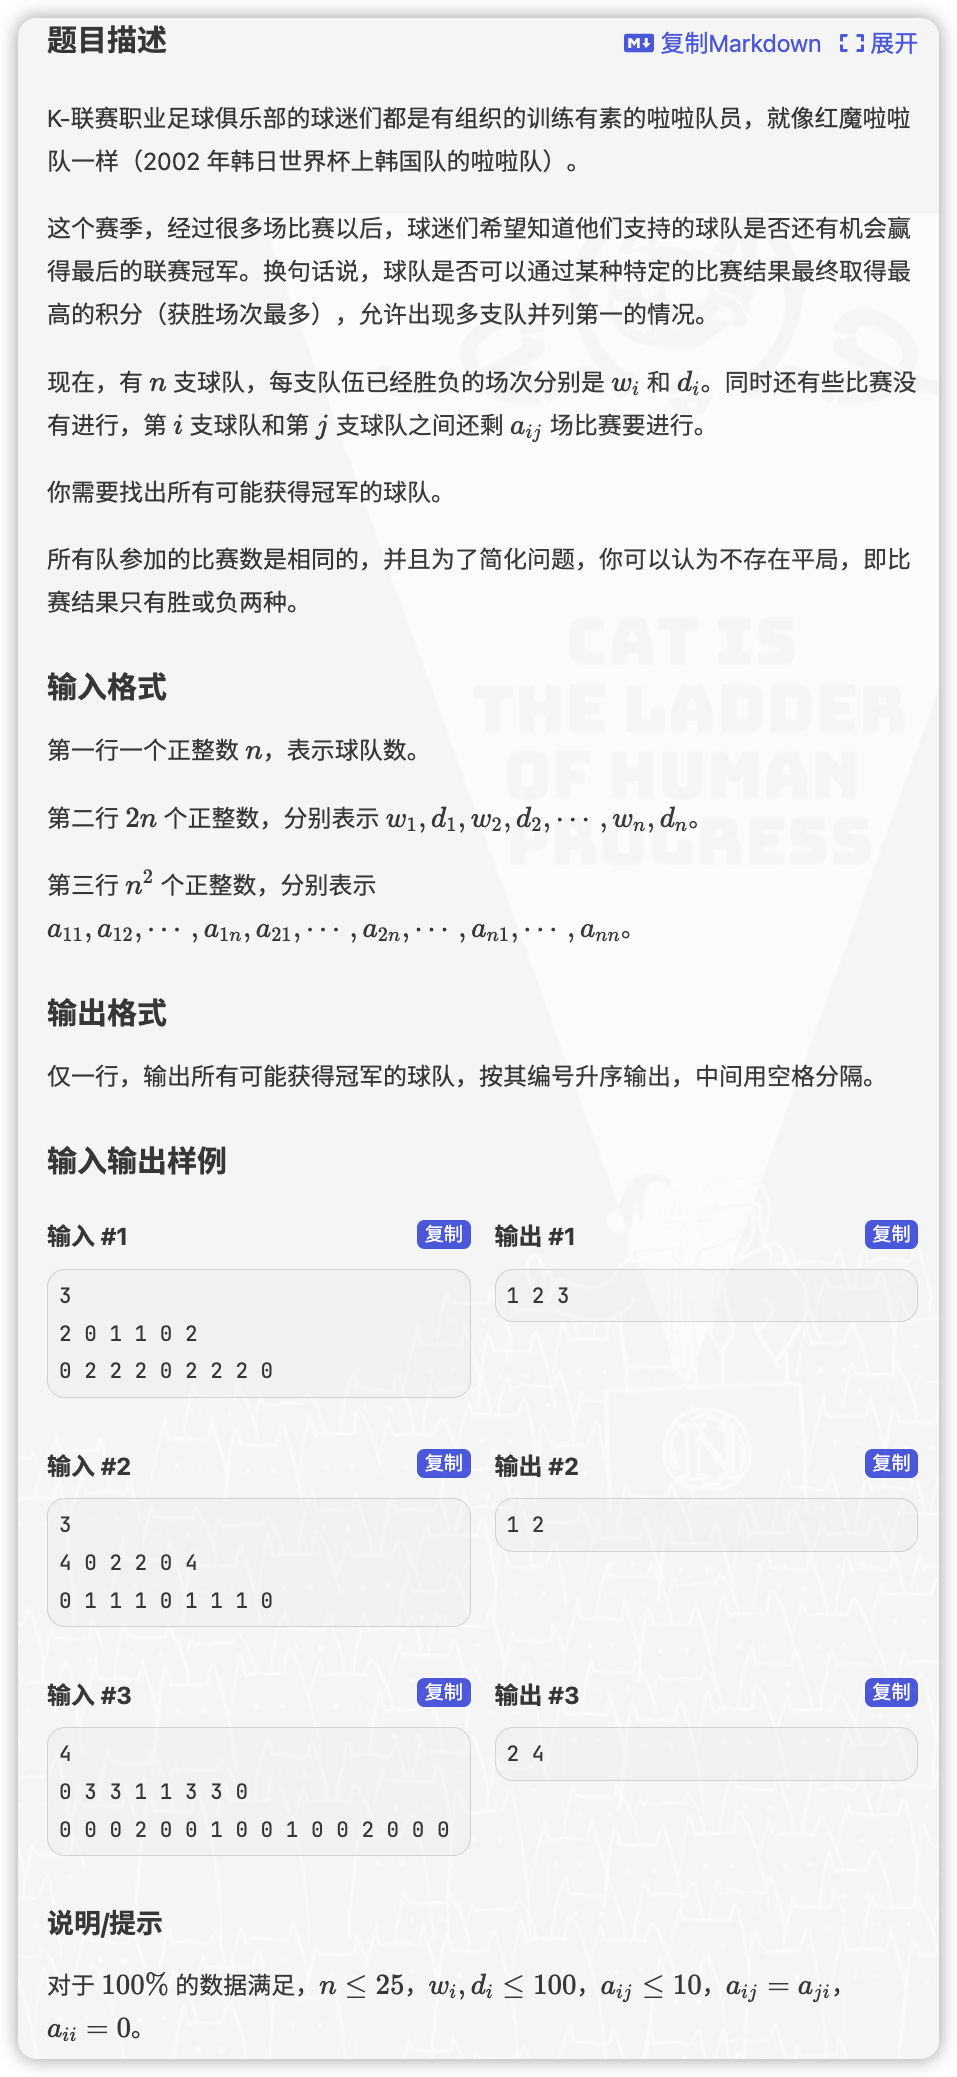 题目描述
复制Markdown 展开
K-联赛职业足球俱乐部的球迷们都是有组织的训练有素的啦啦队员，就像红魔啦啦
队一样（2002 年韩日世界杯上韩国队的啦啦队）。
这个赛季，经过很多场比赛以后，球迷们希望知道他们支持的球队是否还有机会赢
得最后的联赛冠军。换句话说，球队是否可以通过某种特定的比赛结果最终取得最
高的积分（获胜场次最多），允许出现多支队并列第一的情况。
现在，有 n 支球队，每支队伍已经胜负的场次分别是 w_i 和 d_i。同时还有些比赛没
有进行，第 i 支球队和第 j 支球队之间还剩 a_{ij} 场比赛要进行。
你需要找出所有可能获得冠军的球队。
所有队参加的比赛数是相同的，并且为了简化问题，你可以认为不存在平局，即比
赛结果只有胜或负两种。
CAT IS
THE LADDER
OF HUMAN
PROGRESS
输入格式
第一行一个正整数 n，表示球队数。
第二行 2n 个正整数，分别表示 w_1, d_1, w_2, d_2, ⋯ , w_n, d_n。
第三行 n^2 个正整数，分别表示
a_{11}, a_{12}, ⋯ , a_{1n}, a_{21}, ⋯ , a_{2n}, ⋯ , a_{n1}, ⋯ , a_{nn}。
输出格式
仅一行，输出所有可能获得冠军的球队，按其编号升序输出，中间用空格分隔。
输入输出样例
输入 #1 复制
3
2 0 1 1 0 2
0 2 2 2 0 2 2 2 0
输出 #1 复制
1 2 3
输入 #2 复制
3
4 0 2 2 0 4
0 1 1 1 0 1 1 1 0
输出 #2 复制
1 2
输入 #3 复制
4
0 3 3 1 1 3 3 0
0 0 0 2 0 0 1 0 0 1 0 0 2 0 0 0
输出 #3 复制
2 4
说明/提示
对于 100% 的数据满足，n ≤ 25，w_i, d_i ≤ 100，a_{ij} ≤ 10，a_{ij} = a_{ji}，
a_{ii} = 0。